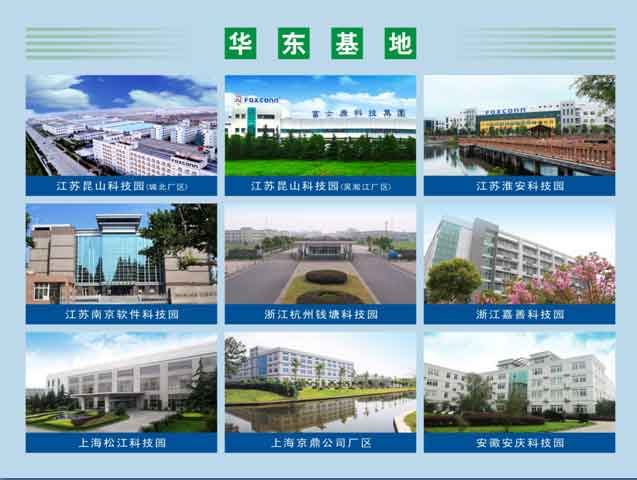 华东基地
FOXCONN
FOXCONN
富士康科技集团
FOXCONN
江苏昆山科技园(城北厂区)
江苏昆山科技园(吴淞江厂区)
江苏淮安科技园
江苏南京软件科技园
浙江杭州钱塘科技园
浙江嘉善科技园
上海松江科技园
上海京鼎公司厂区
安徽安庆科技园